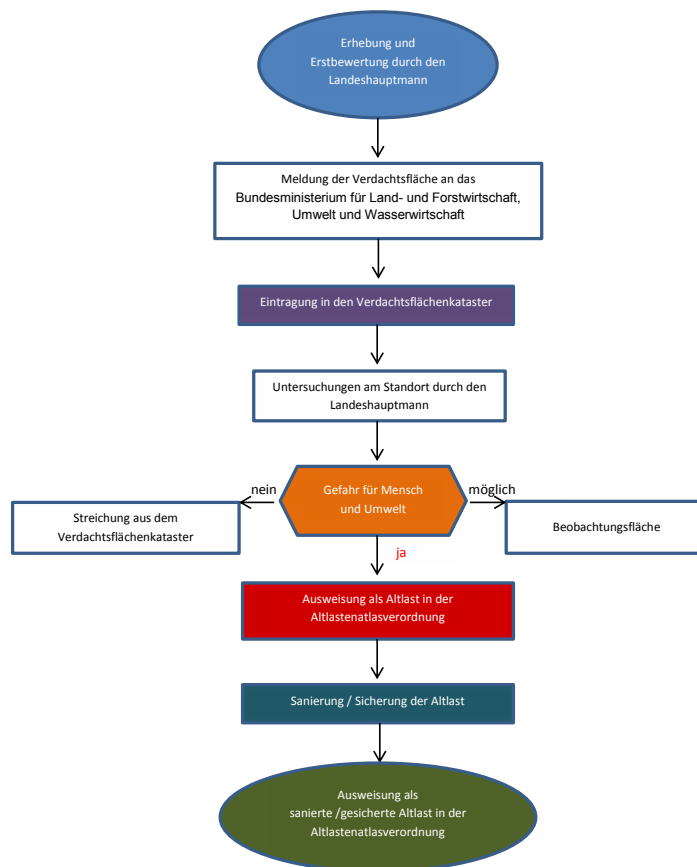 Erhebung und
Erstbewertung durch den
Landeshauptmann
Meldung der Verdachtsfläche an das
Bundesministerium für Land- und Forstwirtschaft,
Umwelt und Wasserwirtschaft
Eintragung in den Verdachtsflächenkataster
Untersuchungen am Standort durch den
Landeshauptmann
nein
Gefahr für Mensch
und Umwelt
möglich
Streichung aus dem
Verdachtsflächenkataster
Beobachtungsfläche
ja
Ausweisung als Altlast in der
Altlastenatlasverordnung
Sanierung / Sicherung der Altlast
Ausweisung als
sanierte /gesicherte Altlast in der
Altlastenatlasverordnung